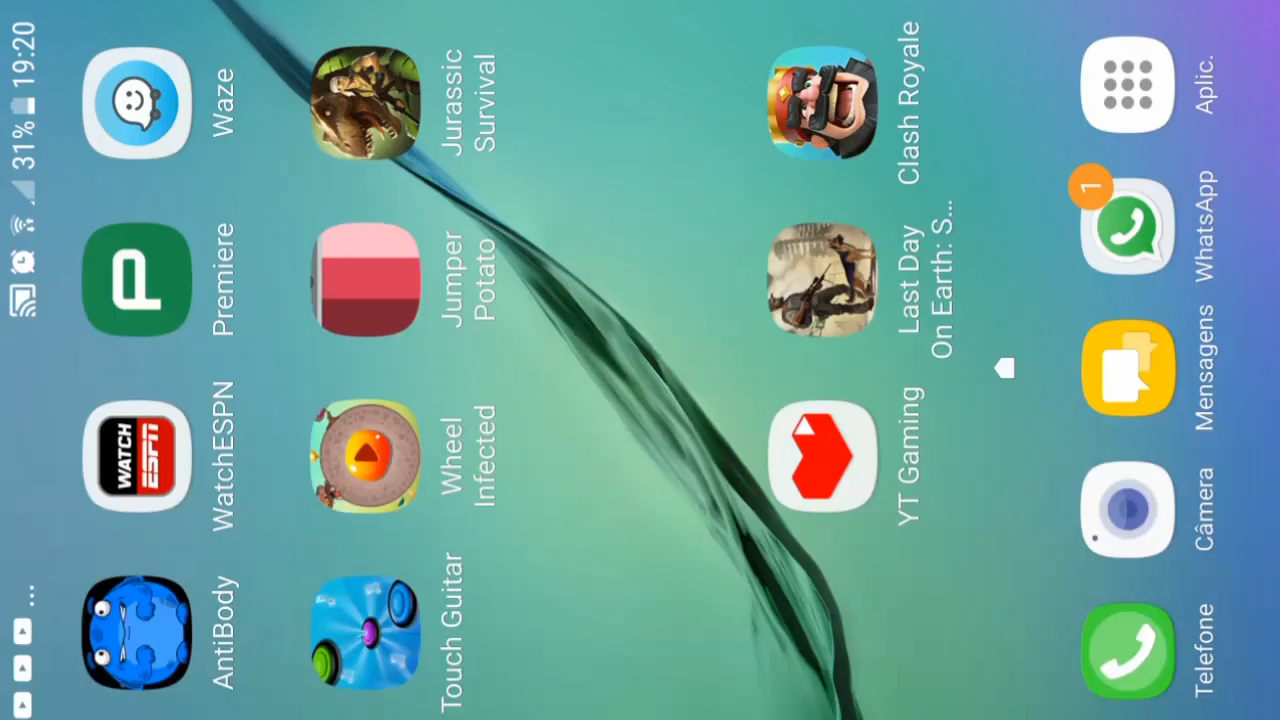 ...
31% 19:20
AntiBody
WatchESPN
Premiere
Waze
WATCH
ESPN
P
Touch Guitar
Wheel
Infected
Jumper
Potato
Jurassic
Survival
YT Gaming
Last Day
On Earth: S...
Clash Royale
1
Telefone
Câmera
Mensagens
WhatsApp
Aplic.